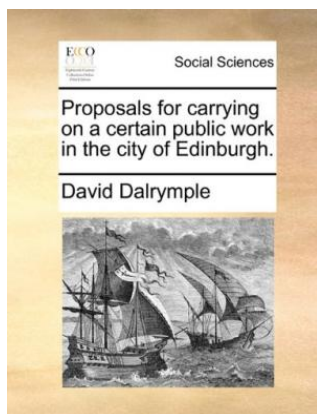 ECCO
Social Sciences
Proposals for carrying
on a certain public work
in the city of Edinburgh.
David Dalrymple